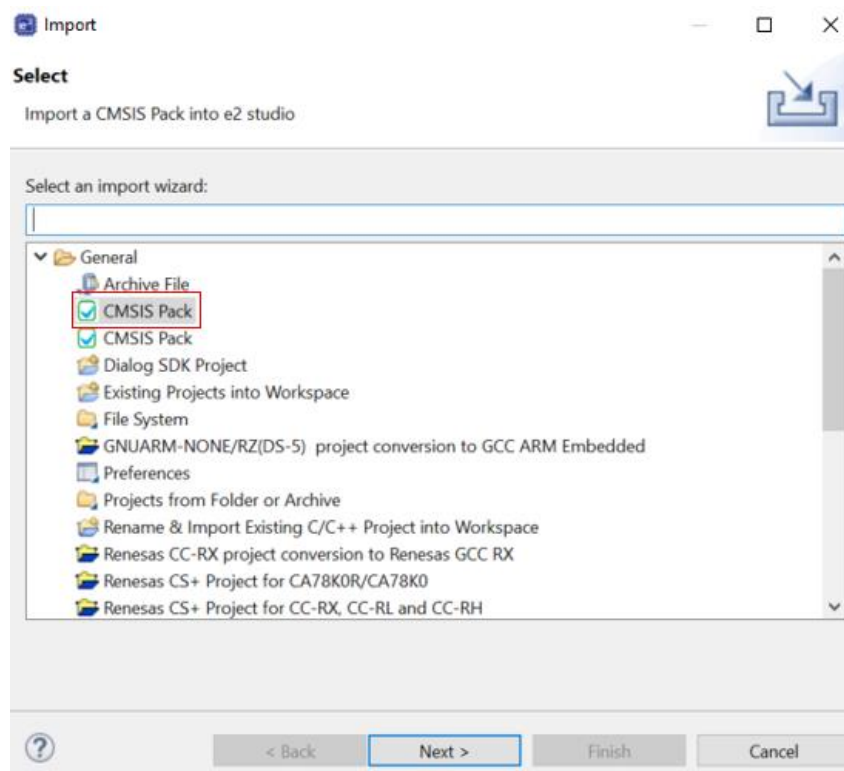 Import
Select
Import a CMSIS Pack into e2 studio
Select an import wizard:
General
Archive File
CMSIS Pack
CMSIS Pack
Dialog SDK Project
Existing Projects into Workspace
File System
GNUARM-NONE/RZ(DS-5)  project conversion to GCC ARM Embedded
Preferences
Projects from Folder or Archive
Rename & Import Existing C/C++ Project into Workspace
Renesas CC-RX project conversion to Renesas GCC RX
Renesas CS+ Project for CA78K0R/CA78K0
Renesas CS+ Project for CC-RX, CC-RL and CC-RH
? < Back Next > Finish Cancel